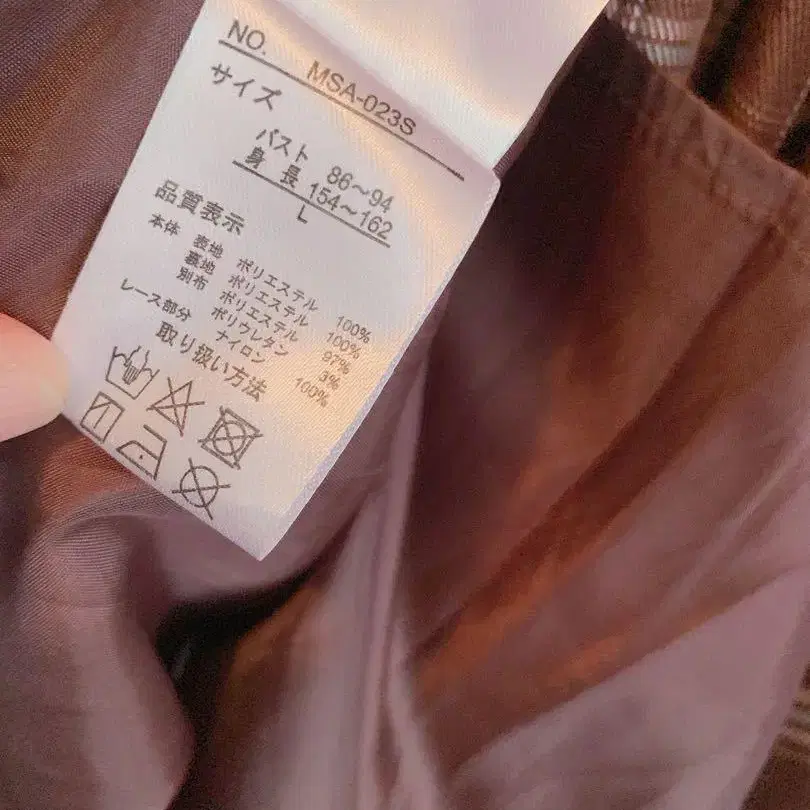 NO. MSA-023S
サイズ
バスト 86～94
身長 154～162
L
品質表示
本体 表地 ポリエステル 100%
裏地 ポリエステル 100%
別布 ポリエステル 97%
ポリウレタン 3%
レース部分 ナイロン 100%
取り扱い方法